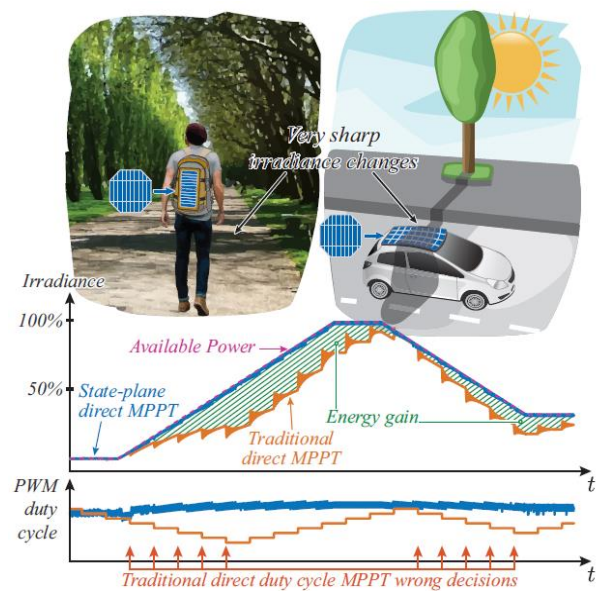 Very sharp
irradiance changes
Irradiance
100%
Available Power
50%
State-plane
direct MPPT
Energy gain
Traditional
direct MPPT
t
PWM
duty
cycle
t
Traditional direct duty cycle MPPT wrong decisions